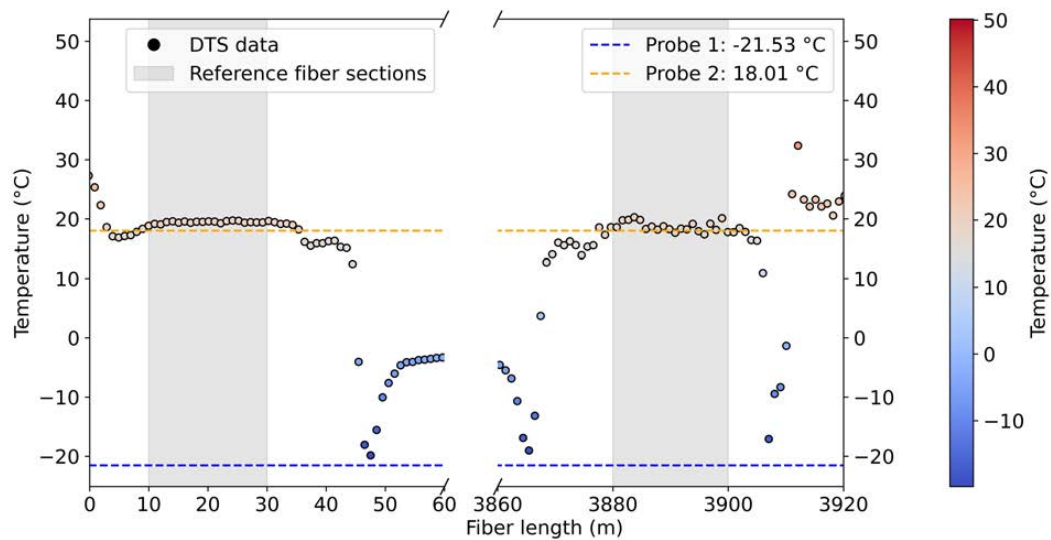 DTS data
Reference fiber sections
Probe 1: -21.53 °C
Probe 2: 18.01 °C
50
40
30
20
10
0
−10
−20
Temperature (°C)
0 10 20 30 40 50 60
3860 3880 3900 3920
Fiber length (m)
50
40
30
20
10
0
−10
−20
50
40
30
20
10
0
−10
Temperature (°C)